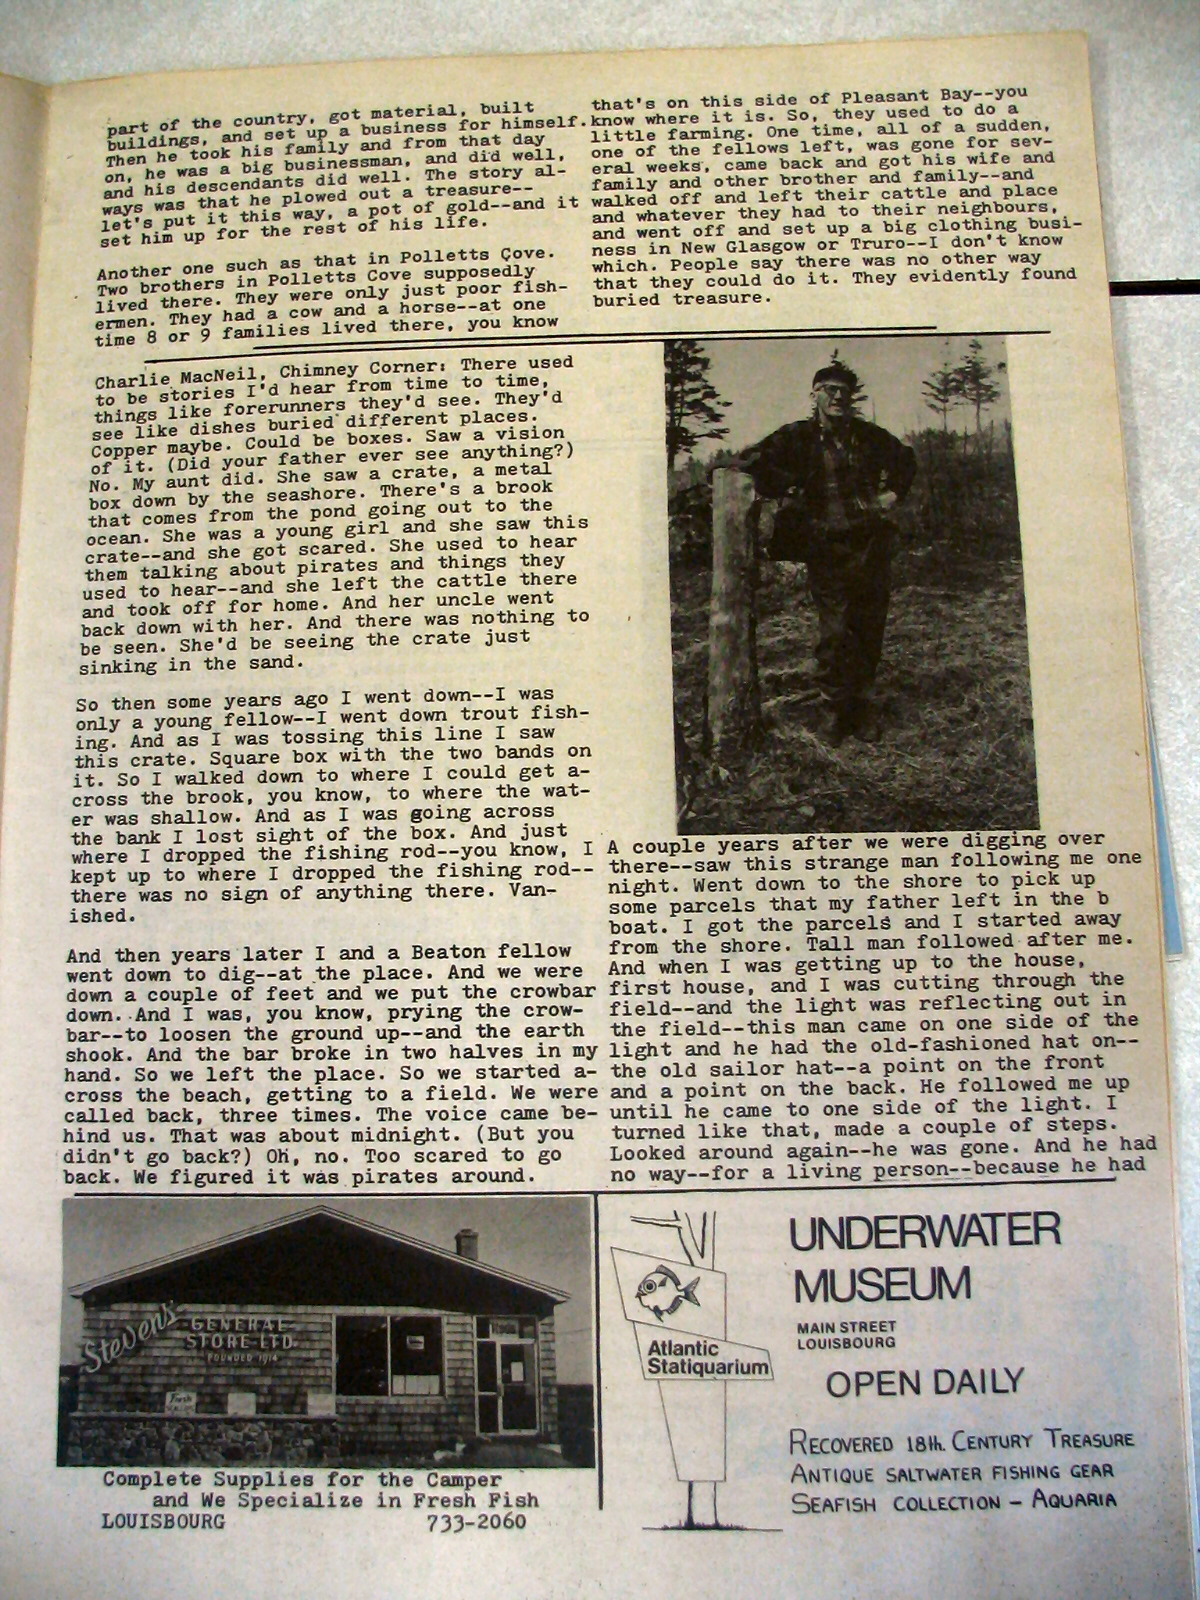 part of the country, got material, built
buildings, and set up a business for himself.
Then he took his family and from that day
on, he was a big businessman, and did well,
and his descendants did well. The story al-
ways was that he plowed out a treasure--
let's put it this way, a pot of gold--and it
set him up for the rest of his life.
Another one such as that in Polletts Cove.
Two brothers in Polletts Cove supposedly
lived there. They were only just poor fish-
ermen. They had a cow and a horse--at one
time 8 or 9 families lived there, you know
that's on this side of Pleasant Bay--you
know where it is. So, they used to do a
little farming. One time, all of a sudden,
one of the fellows left, was gone for sev-
eral weeks, came back and got his wife and
family and other brother and family--and
walked off and left their cattle and place
and whatever they had to their neighbours,
and went off and set up a big clothing busi-
ness in New Glasgow or Truro--I don't know
which. People say there was no other way
that they could do it. They evidently found
buried treasure.
Charlie MacNeil, Chimney Corner: There used
to be stories I'd hear from time to time,
things like forerunners they'd see. They'd
see like dishes buried different places.
Copper maybe. Could be boxes. Saw a vision
of it. (Did your father ever see anything?)
No. My aunt did. She saw a crate, a metal
box down by the seashore. There's a brook
that comes from the pond going out to the
ocean. She was a young girl and she saw this
crate--and she got scared. She used to hear
them talking about pirates and things they
used to hear--and she left the cattle there
and took off for home. And her uncle went
back down with her. And there was nothing to
be seen. She'd be seeing the crate just
sinking in the sand.
So then some years ago I went down--I was
only a young fellow--I went down trout fish-
ing. And as I was tossing this line I saw
this crate. Square box with the two bands on
it. So I walked down to where I could get a-
cross the brook, you know, to where the wat-
er was shallow. And as I was going across
the bank I lost sight of the box. And just
where I dropped the fishing rod--you know, I
kept up to where I dropped the fishing rod--
there was no sign of anything there. Van-
ished.
And then years later I and a Beaton fellow
went down to dig--at the place. And we were
down a couple of feet and we put the crowbar
down. And I was, you know, prying the crow-
bar--to loosen the ground up--and the earth
shook. And the bar broke in two halves in my
hand. So we left the place. So we started a-
cross the beach, getting to a field. We were
called back, three times. The voice came be-
hind us. That was about midnight. (But you
didn't go back?) Oh, no. Too scared to go
back. We figured it was pirates around.
A couple years after we were digging over
there--saw this strange man following me one
night. Went down to the shore to pick up
some parcels that my father left in the b
boat. I got the parcels and I started away
from the shore. Tall man followed after me.
And when I was getting up to the house,
first house, and I was cutting through the
field--and the light was reflecting out in
the field--this man came on one side of the
light and he had the old-fashioned hat on--
the old sailor hat--a point on the front
and a point on the back. He followed me up
until he came to one side of the light. I
turned like that, made a couple of steps.
Looked around again--he was gone. And he had
no way--for a living person--because he had
Stevens
GENERAL
STORE LTD
FOUNDED 1914
Fresh
Complete Supplies for the Camper
and We Specialize in Fresh Fish
LOUISBOURG 733-2060
Atlantic
Statiquarium
UNDERWATER
MUSEUM
MAIN STREET
LOUISBOURG
OPEN DAILY
RECOVERED 18th. CENTURY TREASURE
ANTIQUE SALTWATER FISHING GEAR
SEAFISH COLLECTION – AQUARIA